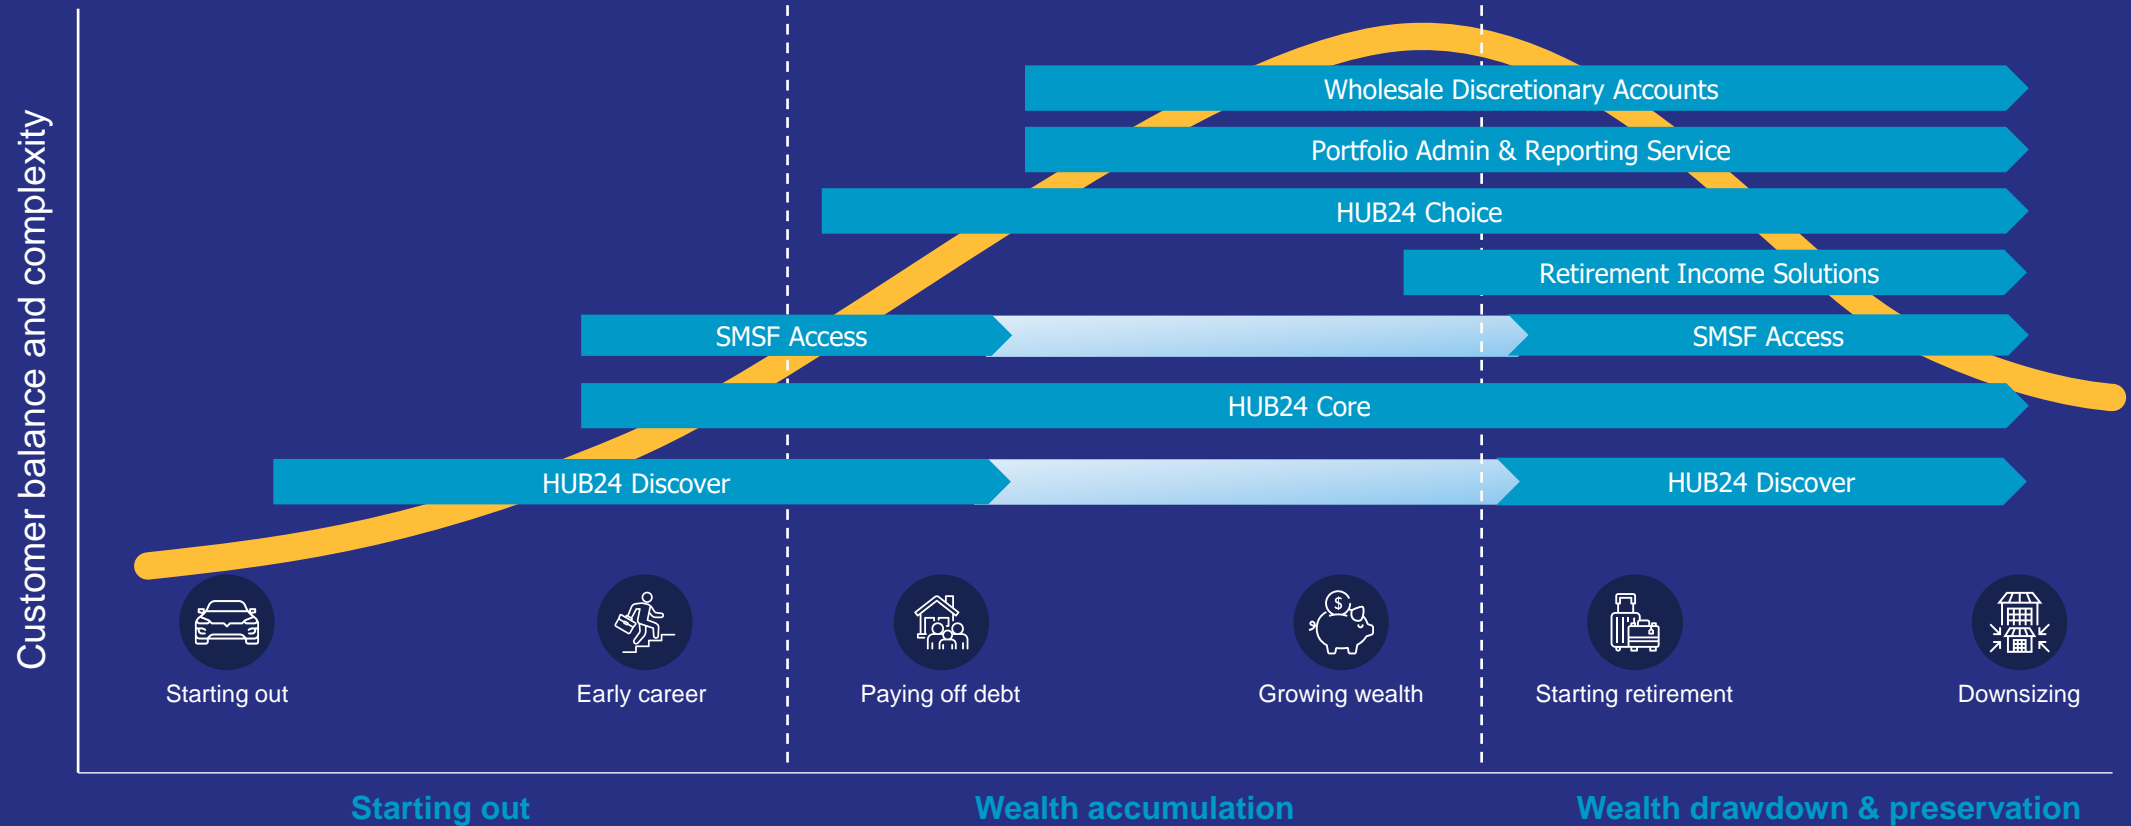 Customer balance and complexity
Wholesale Discretionary Accounts
Portfolio Admin & Reporting Service
HUB24 Choice
Retirement Income Solutions
SMSF Access
SMSF Access
HUB24 Core
HUB24 Discover
HUB24 Discover
$
Starting out
Early career
Paying off debt
Growing wealth
Starting retirement
Downsizing
Starting out
Wealth accumulation
Wealth drawdown & preservation